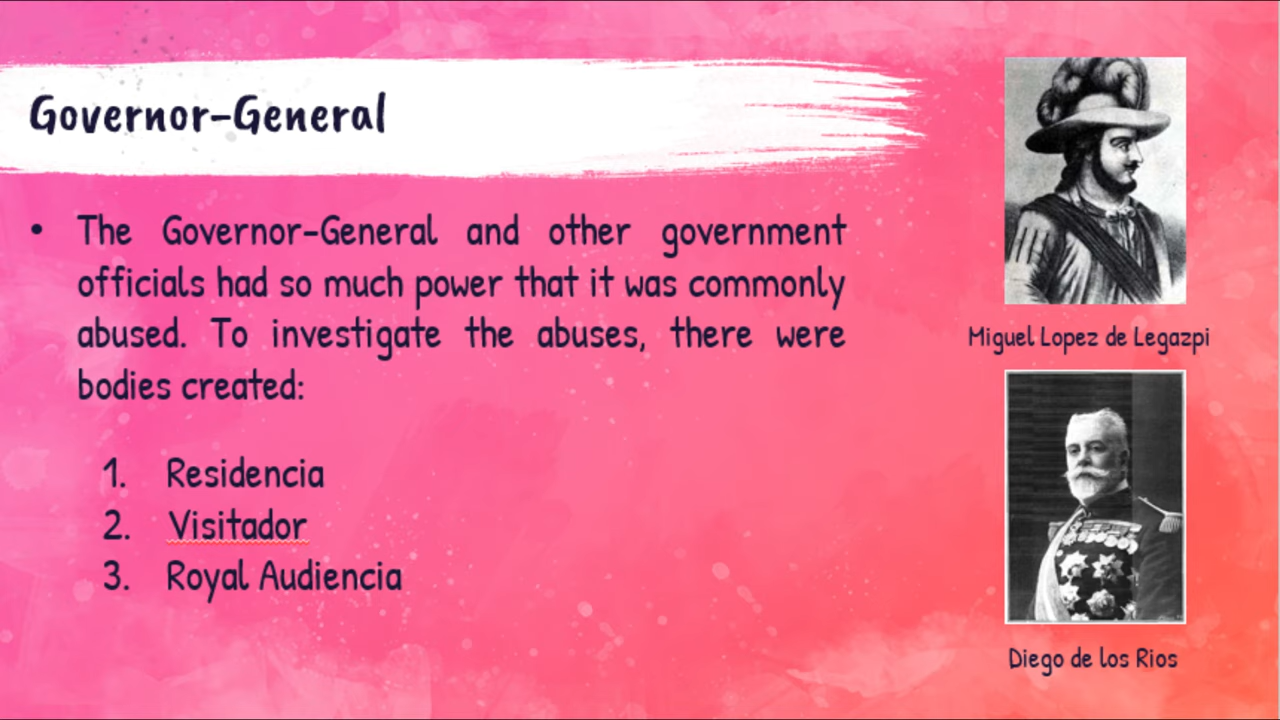 Governor-General
• The Governor-General and other government
officials had so much power that it was commonly
abused. To investigate the abuses, there were
bodies created:
1. Residencia
2. Visitador
3. Royal Audiencia
Miguel Lopez de Legazpi
Diego de los Rios